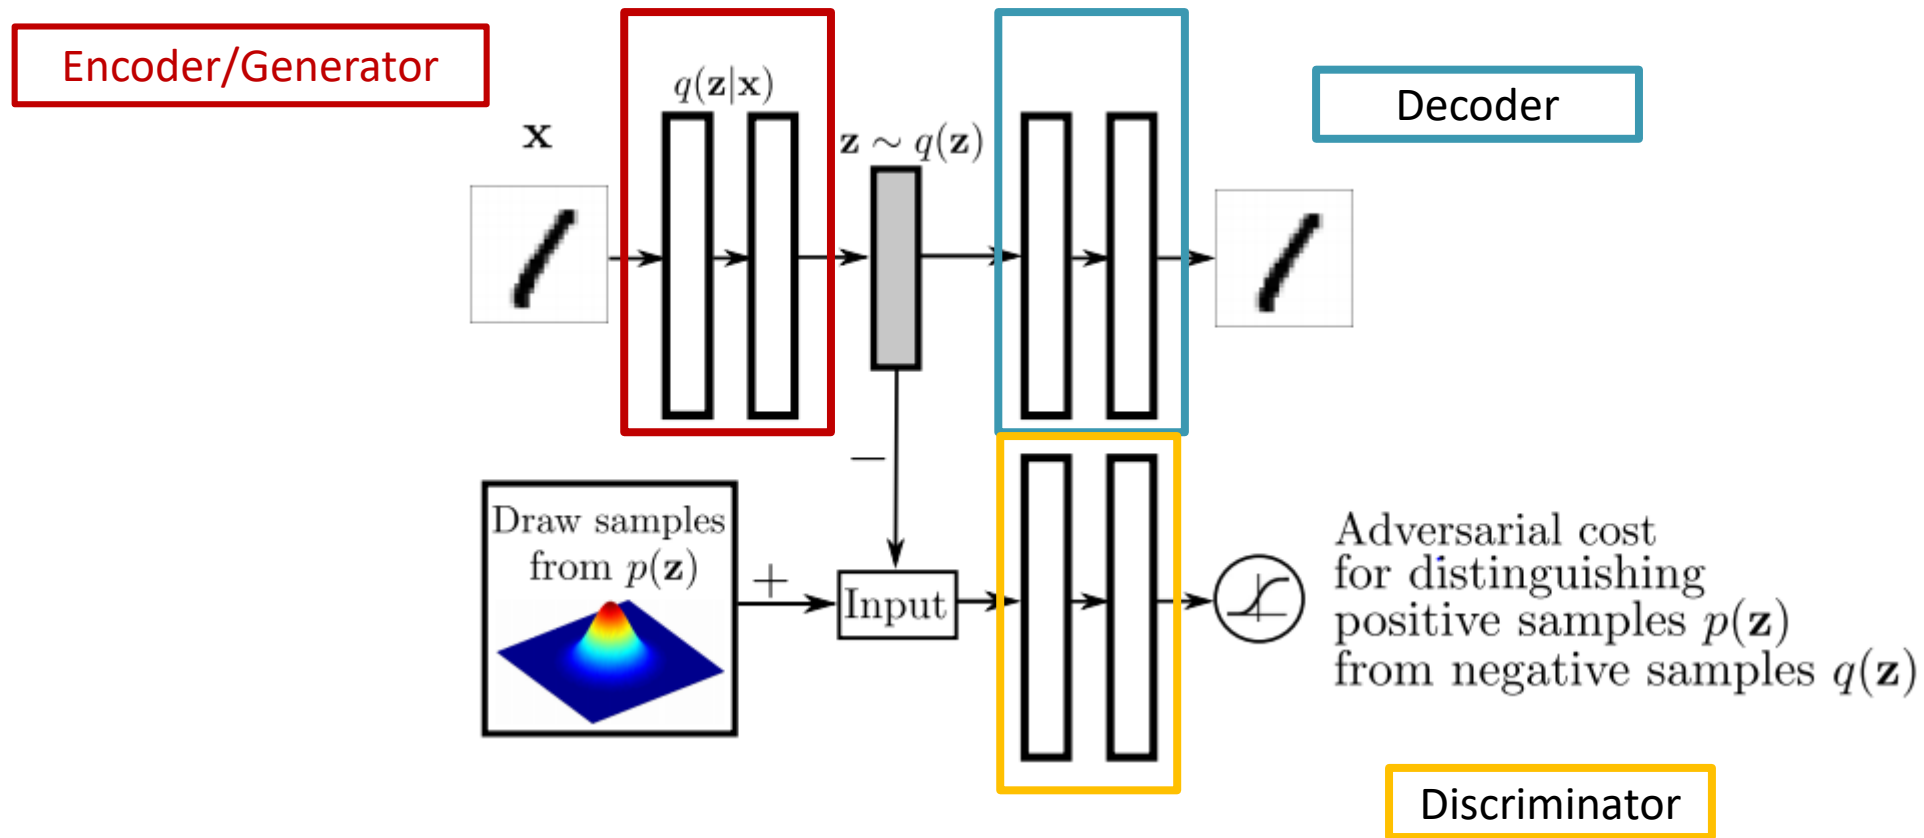 Encoder/Generator
q(z|x)
Decoder
x
z ∼ q(z)
−
Draw samples
from p(z)
+
Input
Adversarial cost
for distinguishing
positive samples p(z)
from negative samples q(z)
Discriminator